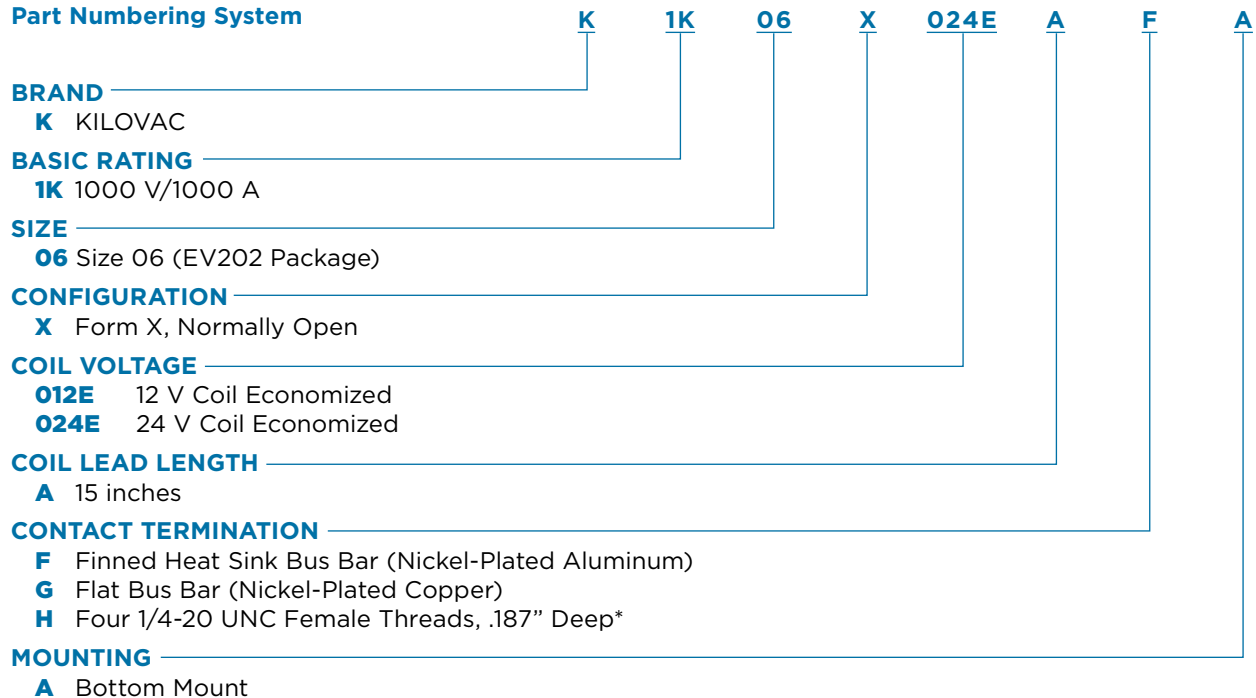 Part Numbering System K 1K 06 X 024E A F A
BRAND
K KILOVAC
BASIC RATING
1K 1000 V/1000 A
SIZE
06 Size 06 (EV202 Package)
CONFIGURATION
X Form X, Normally Open
COIL VOLTAGE
012E 12 V Coil Economized
024E 24 V Coil Economized
COIL LEAD LENGTH
A 15 inches
CONTACT TERMINATION
F Finned Heat Sink Bus Bar (Nickel-Plated Aluminum)
G Flat Bus Bar (Nickel-Plated Copper)
H Four 1/4-20 UNC Female Threads, .187” Deep*
MOUNTING
A Bottom Mount